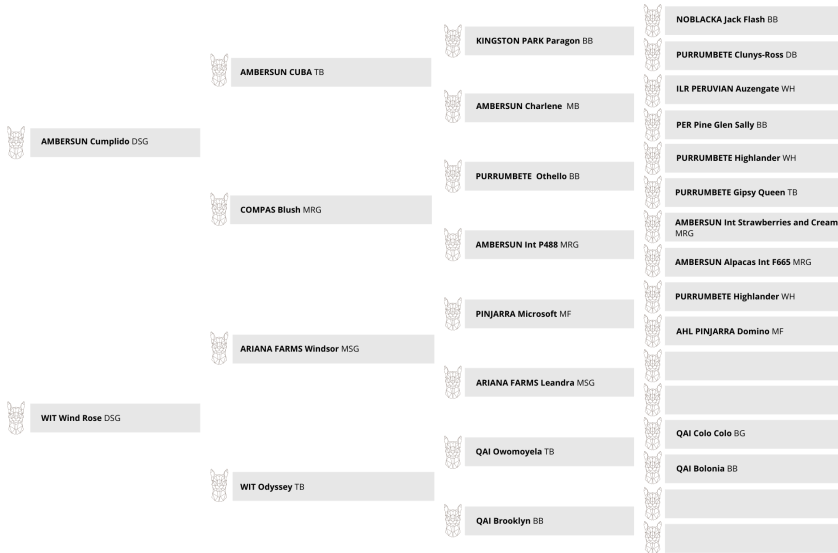 NOBLACKA Jack Flash BB
KINGSTON PARK Paragon BB
PURRUMBETE Clunys-Ross DB
AMBERSUN CUBA TB
ILR PERUVIAN Auzengate WH
AMBERSUN Charlene MB
PER Pine Glen Sally BB
AMBERSUN Cumplido DSG
PURRUMBETE Highlander WH
PURRUMBETE Othello BB
PURRUMBETE Gipsy Queen TB
COMPAS Blush MRG
AMBERSUN Int Strawberries and Cream
MRG
AMBERSUN Int P488 MRG
AMBERSUN Alpacas Int F665 MRG
PURRUMBETE Highlander WH
PINJARRA Microsoft MF
AHL PINJARRA Domino MF
ARIANA FARMS Windsor MSG
ARIANA FARMS Leandra MSG
WIT Wind Rose DSG
QAI Colo Colo BG
QAI Owomoyela TB
QAI Bolonia BB
WIT Odyssey TB
QAI Brooklyn BB